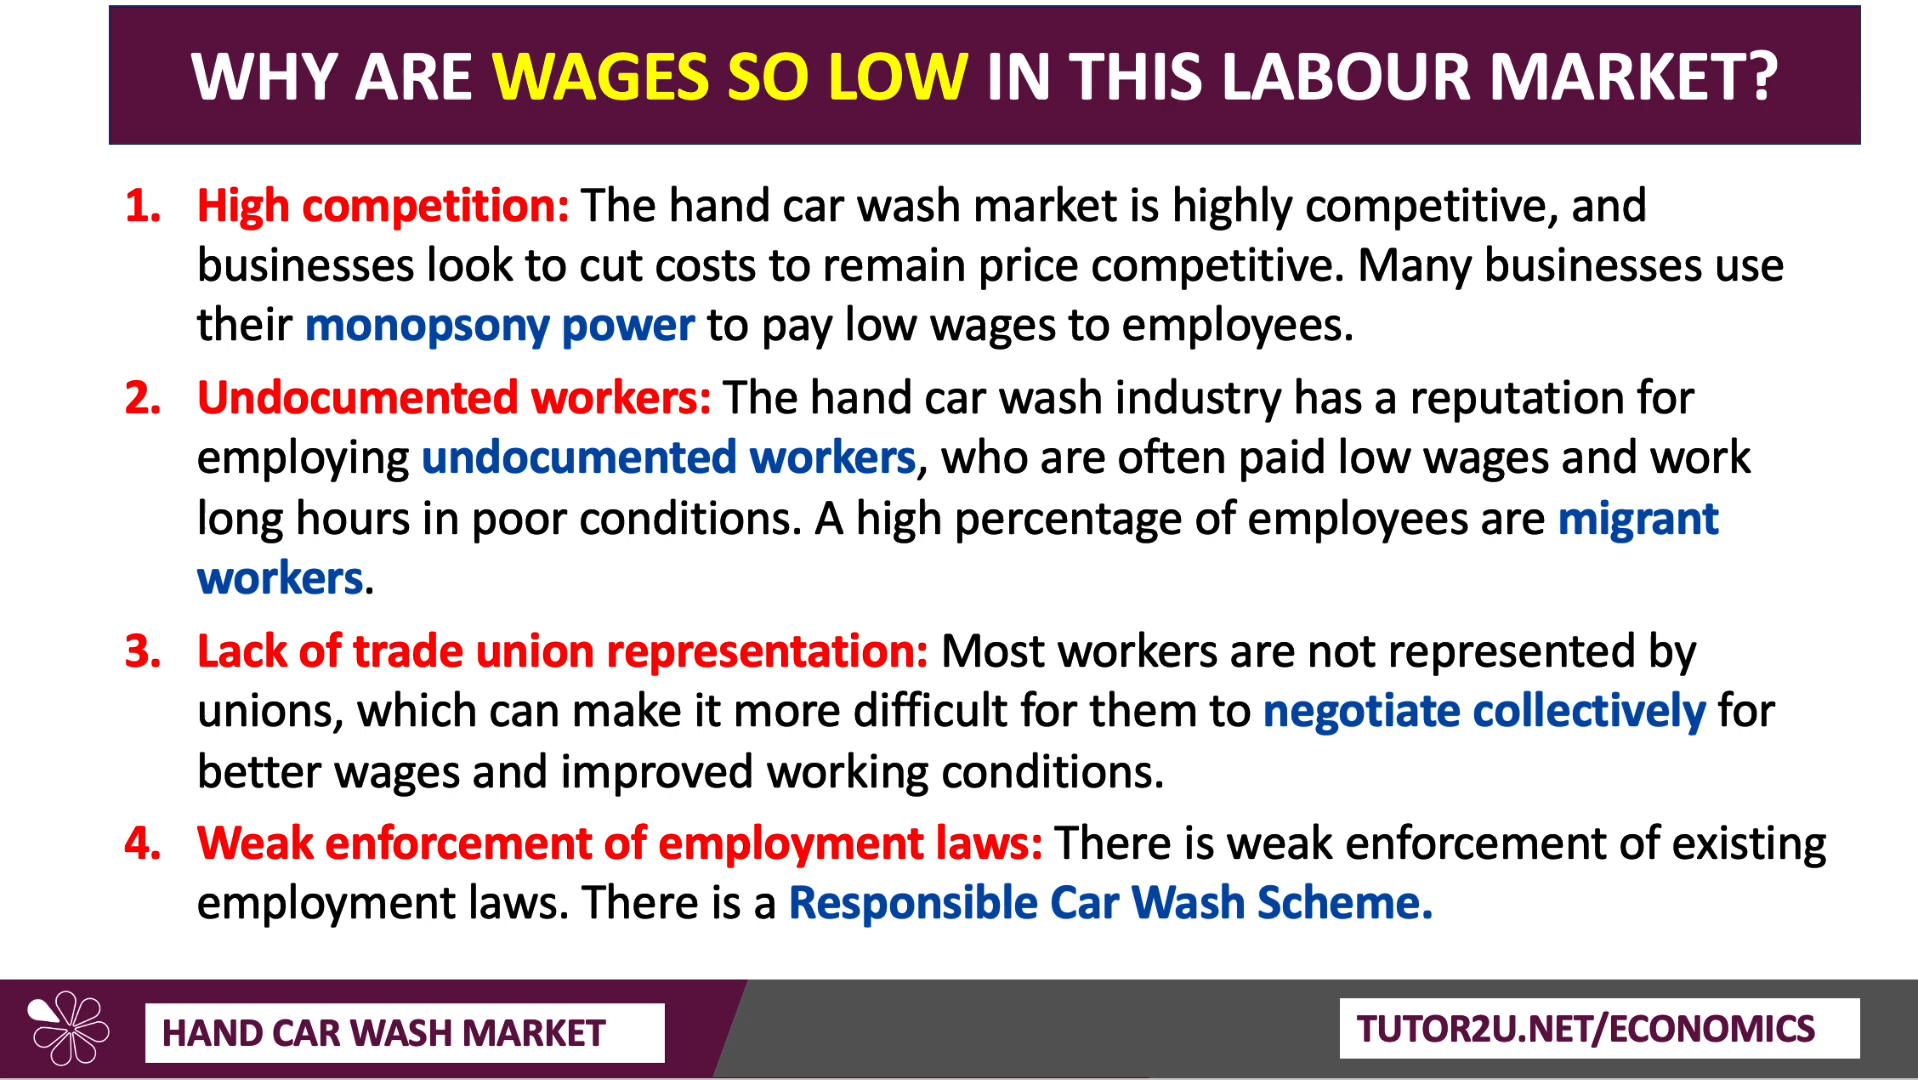 WHY ARE WAGES SO LOW IN THIS LABOUR MARKET?
1. High competition: The hand car wash market is highly competitive, and
businesses look to cut costs to remain price competitive. Many businesses use
their monopsony power to pay low wages to employees.
2. Undocumented workers: The hand car wash industry has a reputation for
employing undocumented workers, who are often paid low wages and work
long hours in poor conditions. A high percentage of employees are migrant
workers.
3. Lack of trade union representation: Most workers are not represented by
unions, which can make it more difficult for them to negotiate collectively for
better wages and improved working conditions.
4. Weak enforcement of employment laws: There is weak enforcement of existing
employment laws. There is a Responsible Car Wash Scheme.
HAND CAR WASH MARKET
TUTOR2U.NET/ECONOMICS